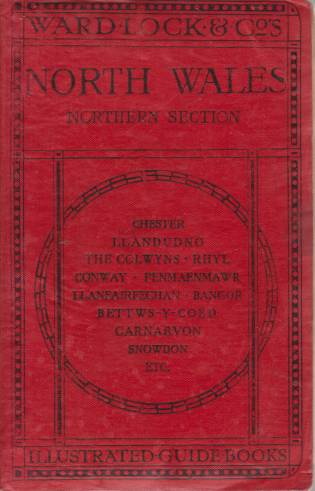 WARD·LOCK·&·CO'S
NORTH WALES
NORTHERN SECTION
CHESTER
LLANDUDNO
THE COLWYNS · RHYL
CONWAY · PENMAENMAWR
LLANFAIRFECHAN · BANGOR
BETTWS-Y-COED
CARNARVON
SNOWDON
ETC.
ILLUSTRATED·GUIDE·BOOKS